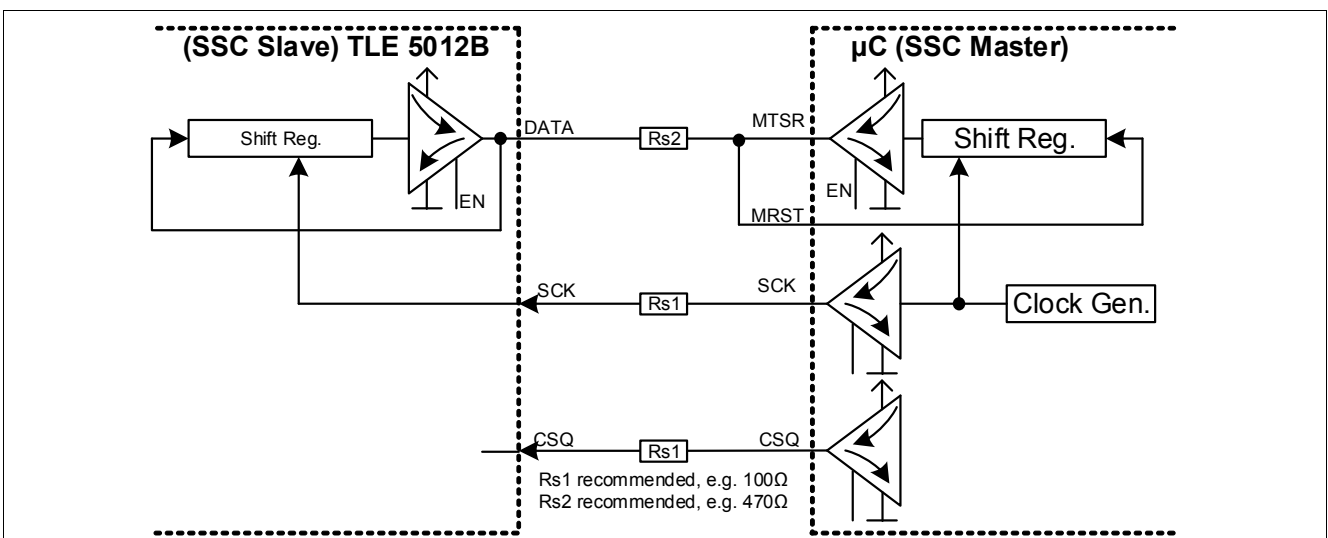 (SSC Slave) TLE 5012B
µC (SSC Master)
Shift Reg.
EN
DATA
Rs2
MTSR
MRST
EN
Shift Reg.
SCK
Rs1
SCK
Clock Gen.
CSQ
Rs1
CSQ
Rs1 recommended, e.g. 100Ω
Rs2 recommended, e.g. 470Ω